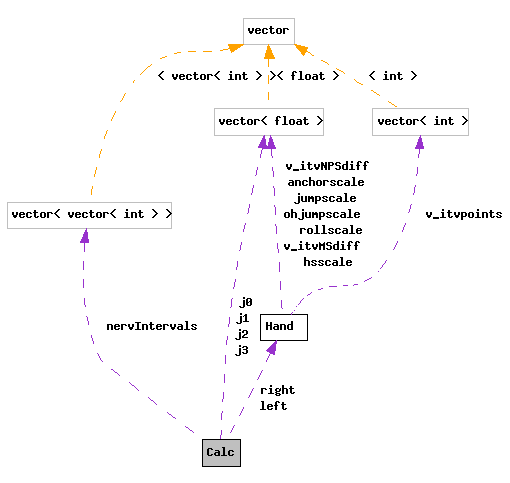 vector
< vector< int > >
< float >
< int >
vector< float >
vector< int >
v_itvNPSdiff
anchorscale
jumpscale
ohjumpscale
rollscale
v_itvMSdiff
hsscale
vector< vector< int > >
v_itvpoints
nervIntervals
j0
j1
j2
j3
Hand
right
left
Calc